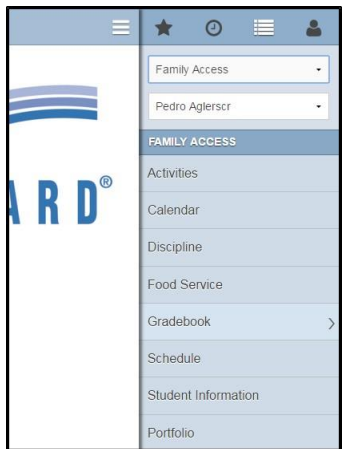 Family Access
Pedro Aglerscr
FAMILY ACCESS
ARD®
Activities
Calendar
Discipline
Food Service
Gradebook
Schedule
Student Information
Portfolio